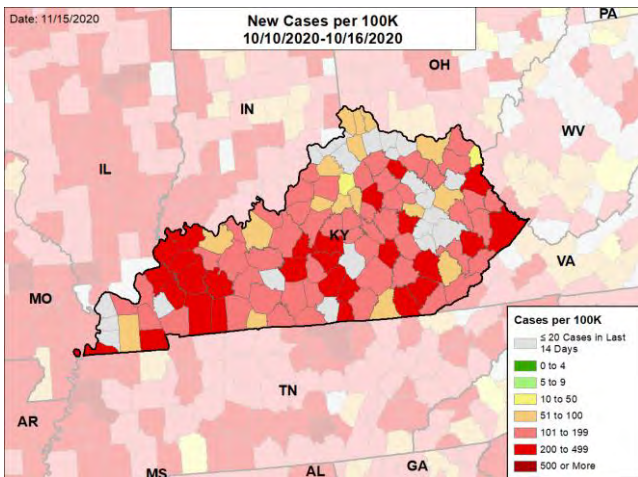 Date: 11/15/2020
New Cases per 100K
10/10/2020-10/16/2020
PA
OH
IN
WV
IL
KY
VA
MO
TN
AR
MS
AL
GA
Cases per 100K
≤ 20 Cases in Last
14 Days
0 to 4
5 to 9
10 to 50
51 to 100
101 to 199
200 to 499
500 or More